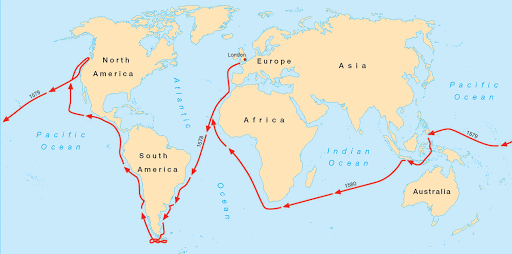 London
North
America
Europe
Asia
Atlantic
Ocean
1579
Pacific
Ocean
Pacific
Ocean
1579
Africa
1578
Indian
Ocean
South
America
1580
Australia